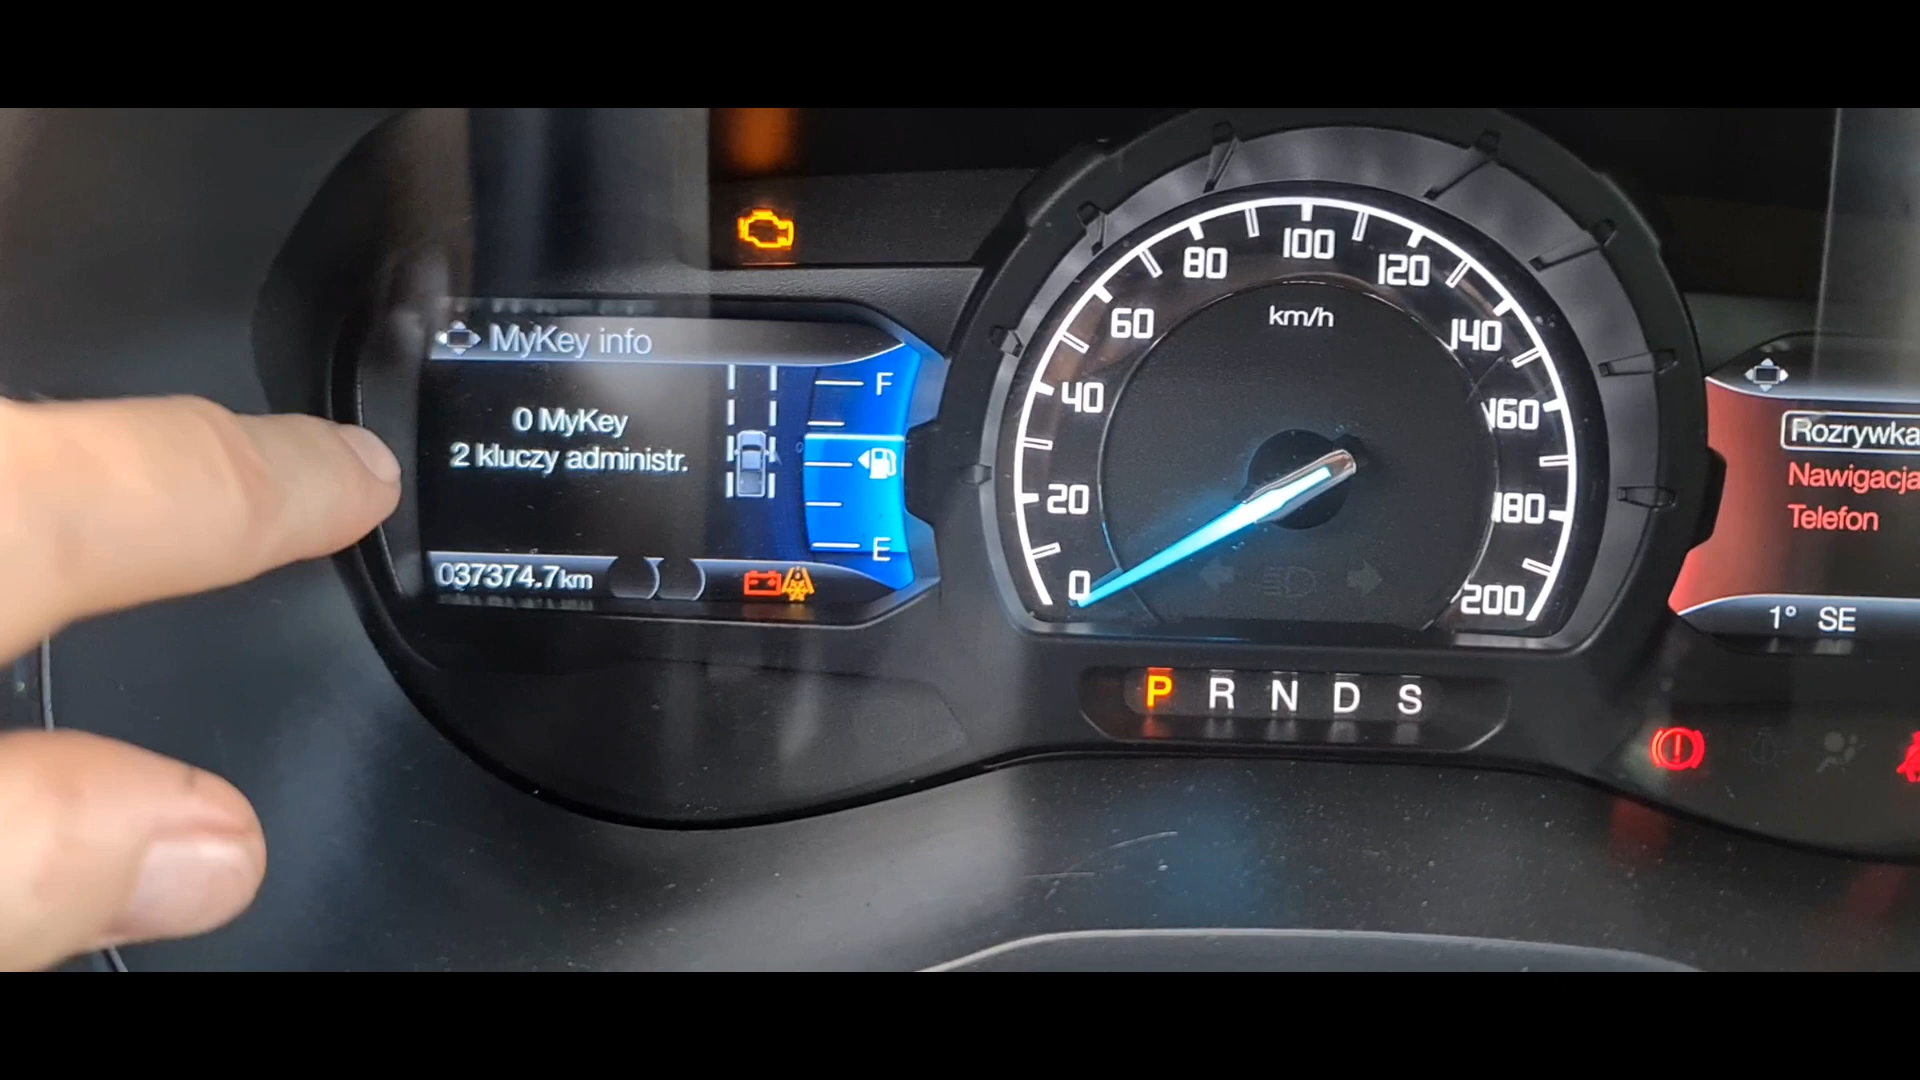 MyKey info
0 MyKey
2 kluczy administr.
F
E
037374.7km
km/h
0
20
40
60
80
100
120
140
160
180
200
P R N D S
Rozrywka
Nawigacja
Telefon
1° SE